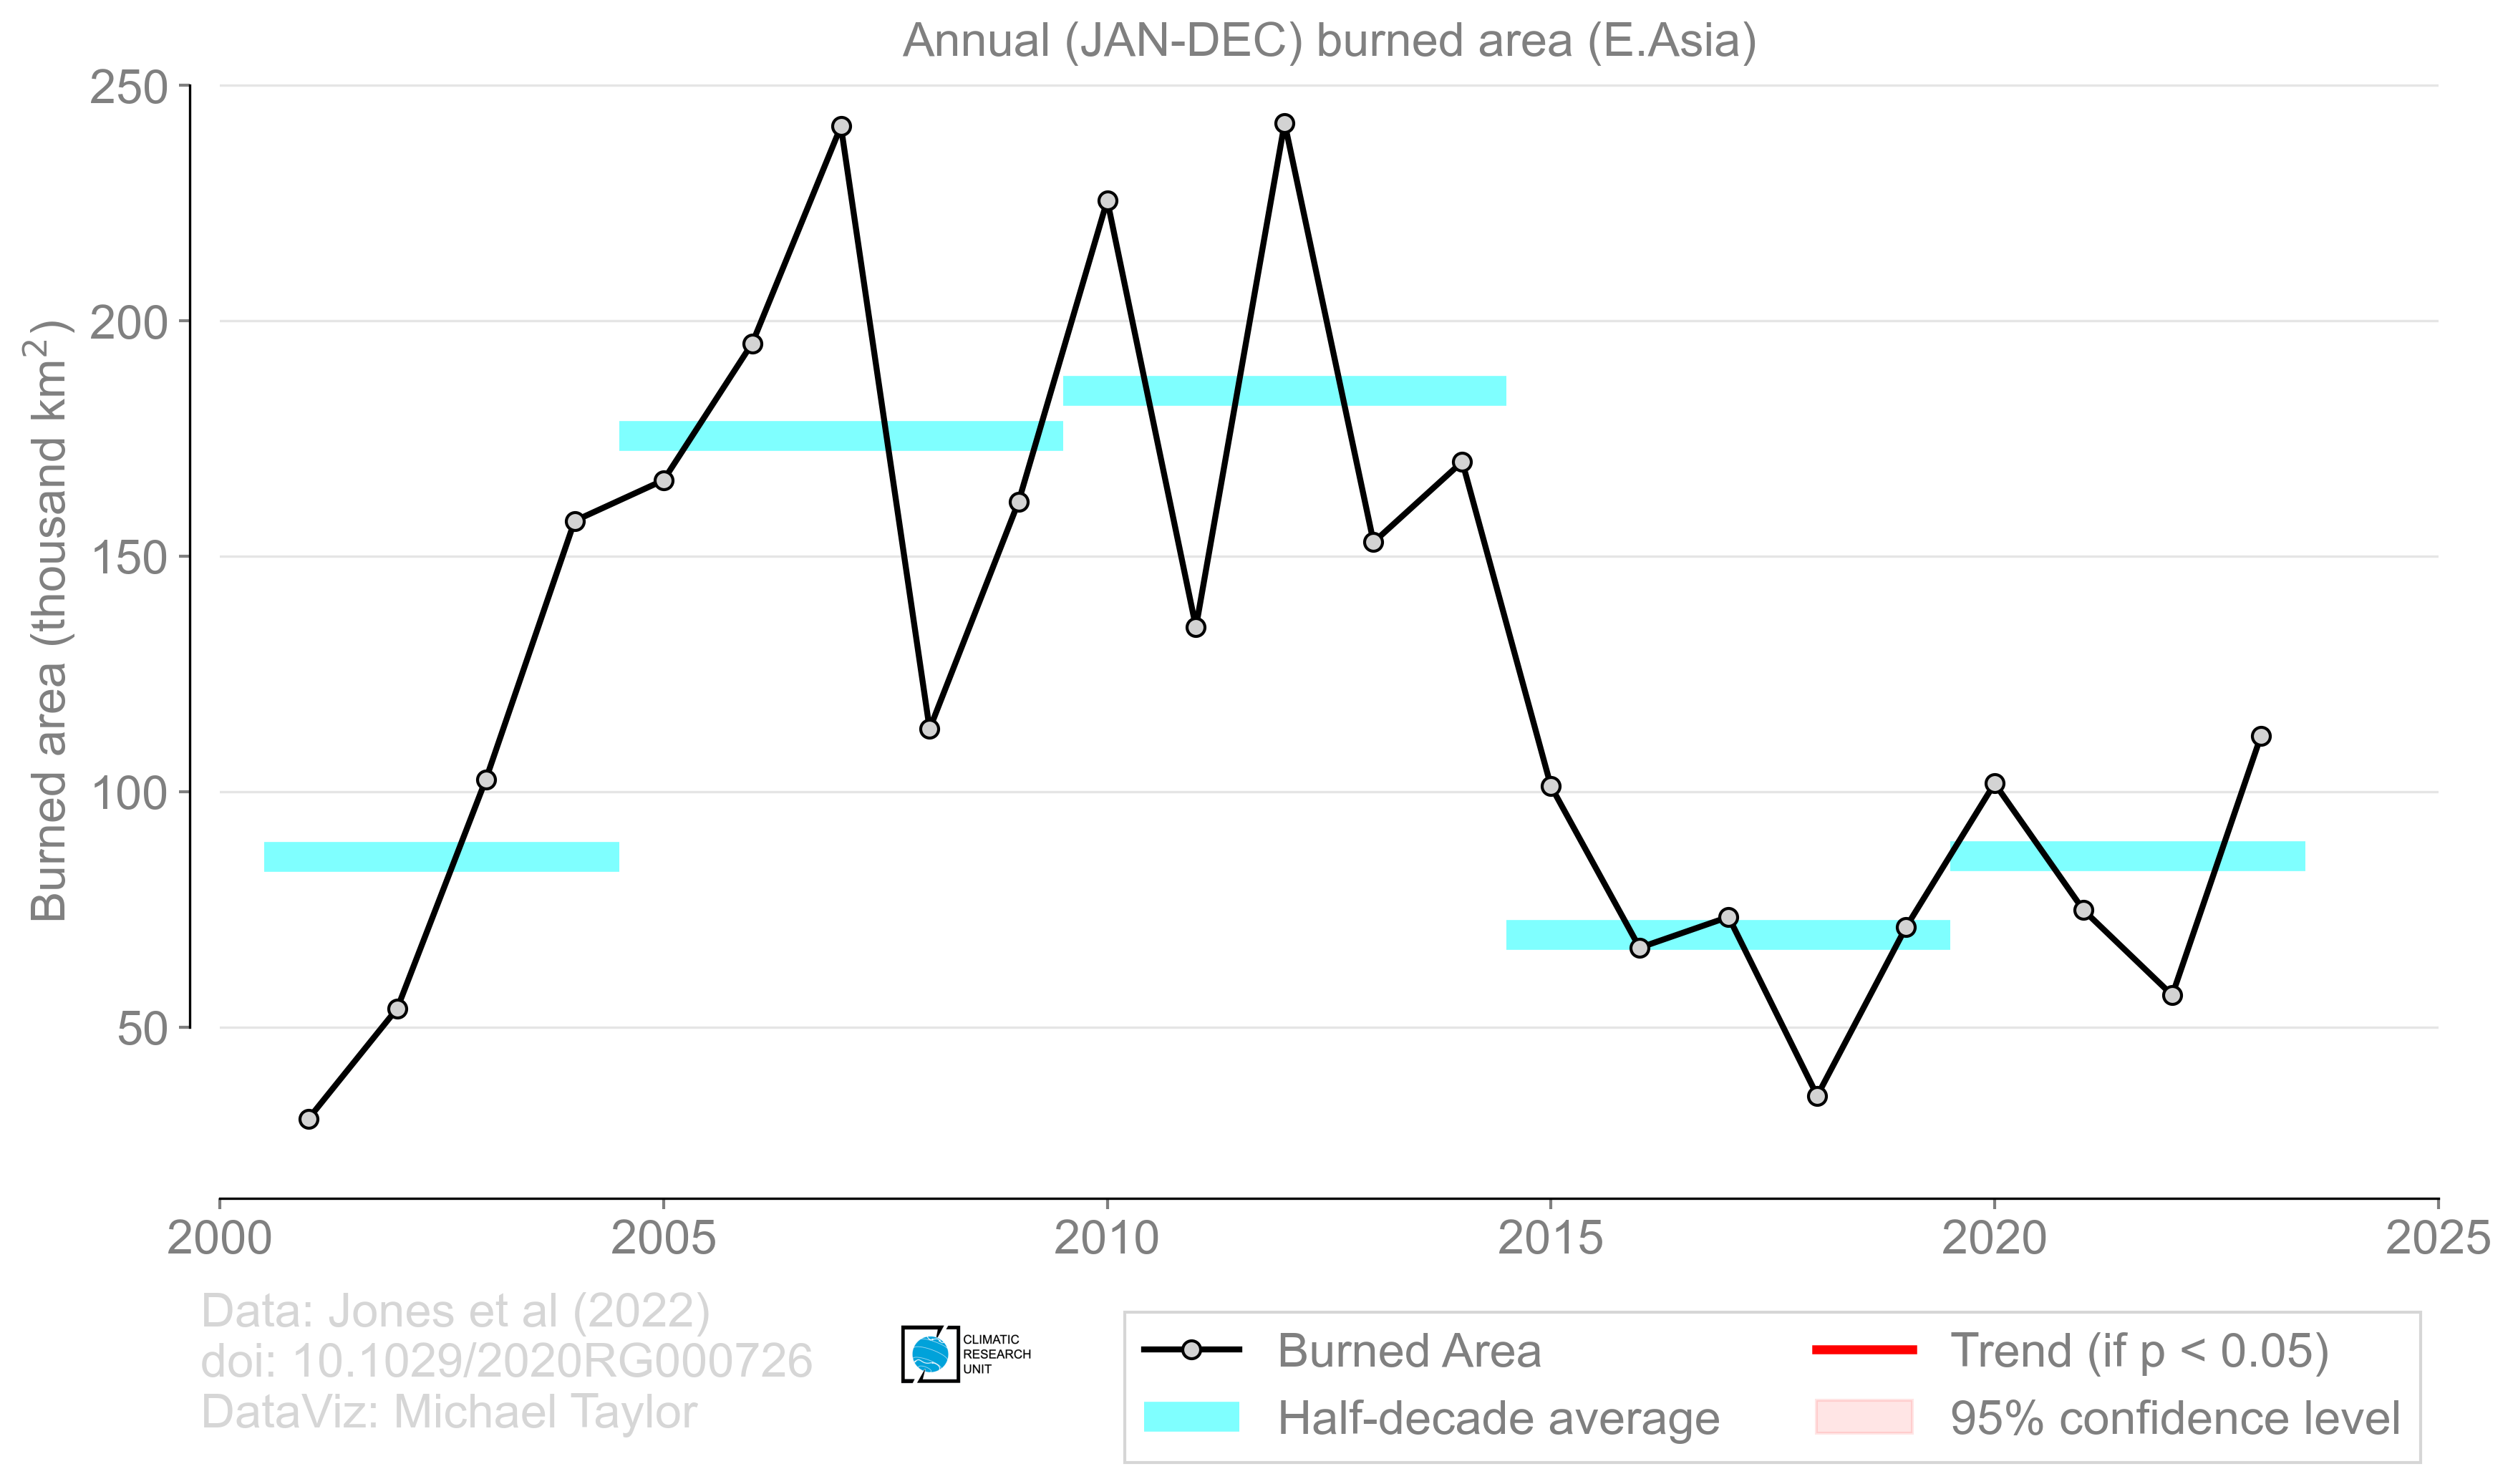 Annual (JAN-DEC) burned area (E.Asia)
250
200
150
100
50
Burned area (thousand km²)
2000 2005 2010 2015 2020 2025
Data: Jones et al (2022)
doi: 10.1029/2020RG000726
DataViz: Michael Taylor
CLIMATIC
RESEARCH
UNIT
Burned Area
Half-decade average
Trend (if p < 0.05)
95% confidence level